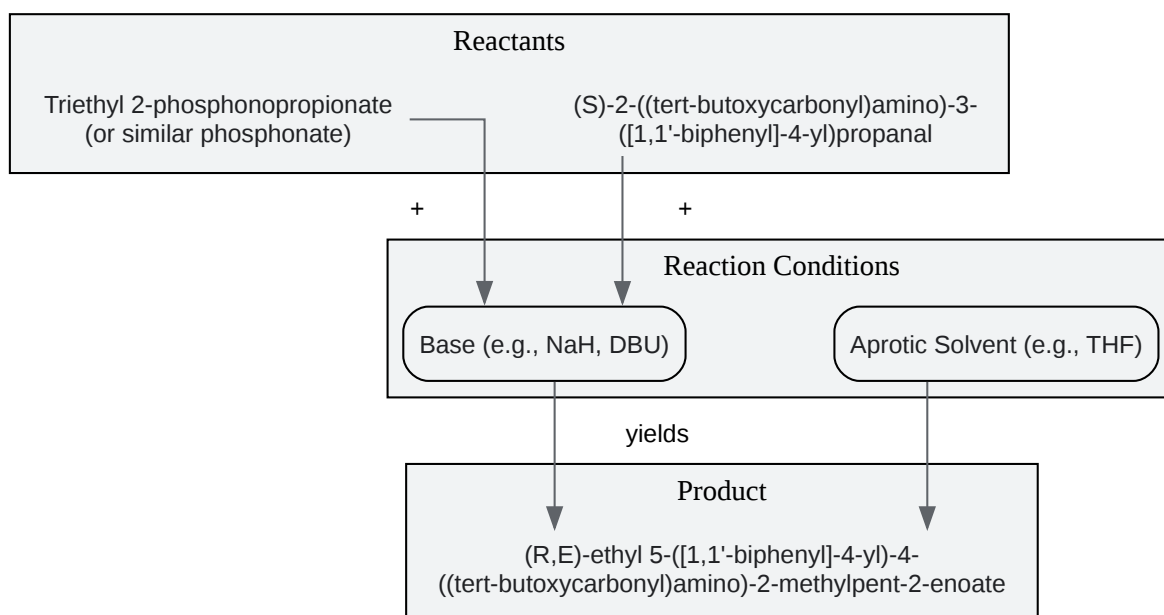 Reactants
Triethyl 2-phosphonopropionate
(or similar phosphonate)
(S)-2-((tert-butoxycarbonyl)amino)-3-
([1,1'-biphenyl]-4-yl)propanal
+
+
Reaction Conditions
Base (e.g., NaH, DBU)
Aprotic Solvent (e.g., THF)
yields
Product
(R,E)-ethyl 5-([1,1'-biphenyl]-4-yl)-4-
((tert-butoxycarbonyl)amino)-2-methylpent-2-enoate